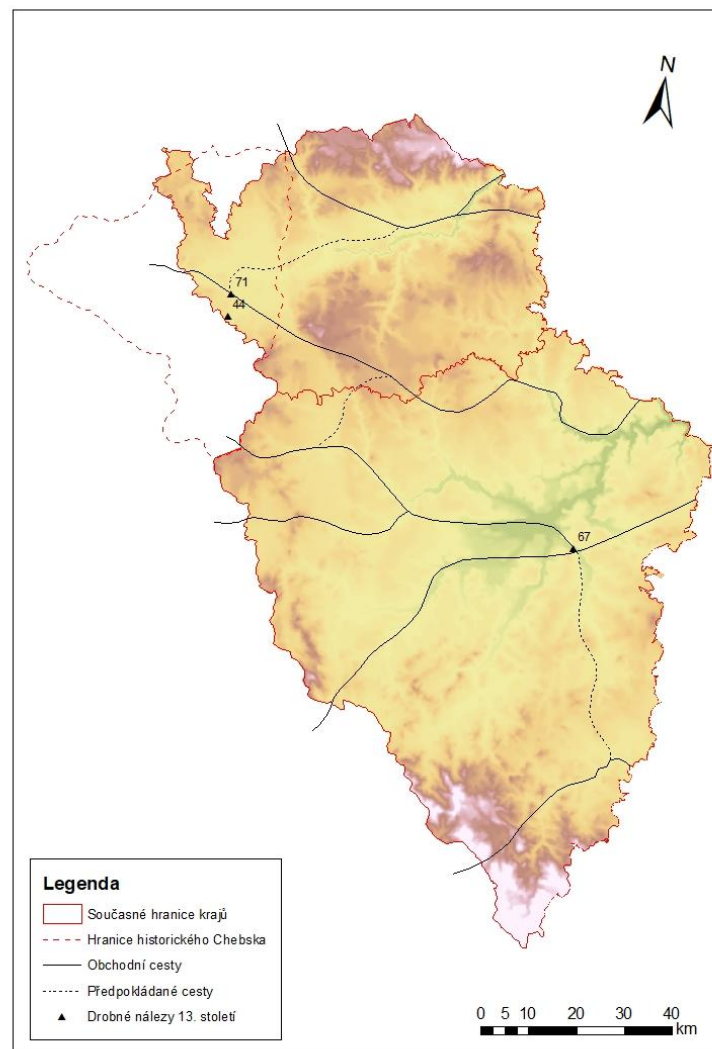 N
71
44
67
Legenda
Současné hranice krajů
Hranice historického Chebska
Obchodní cesty
Předpokládané cesty
Drobné nálezy 13. století
0 5 10 20 30 40
km